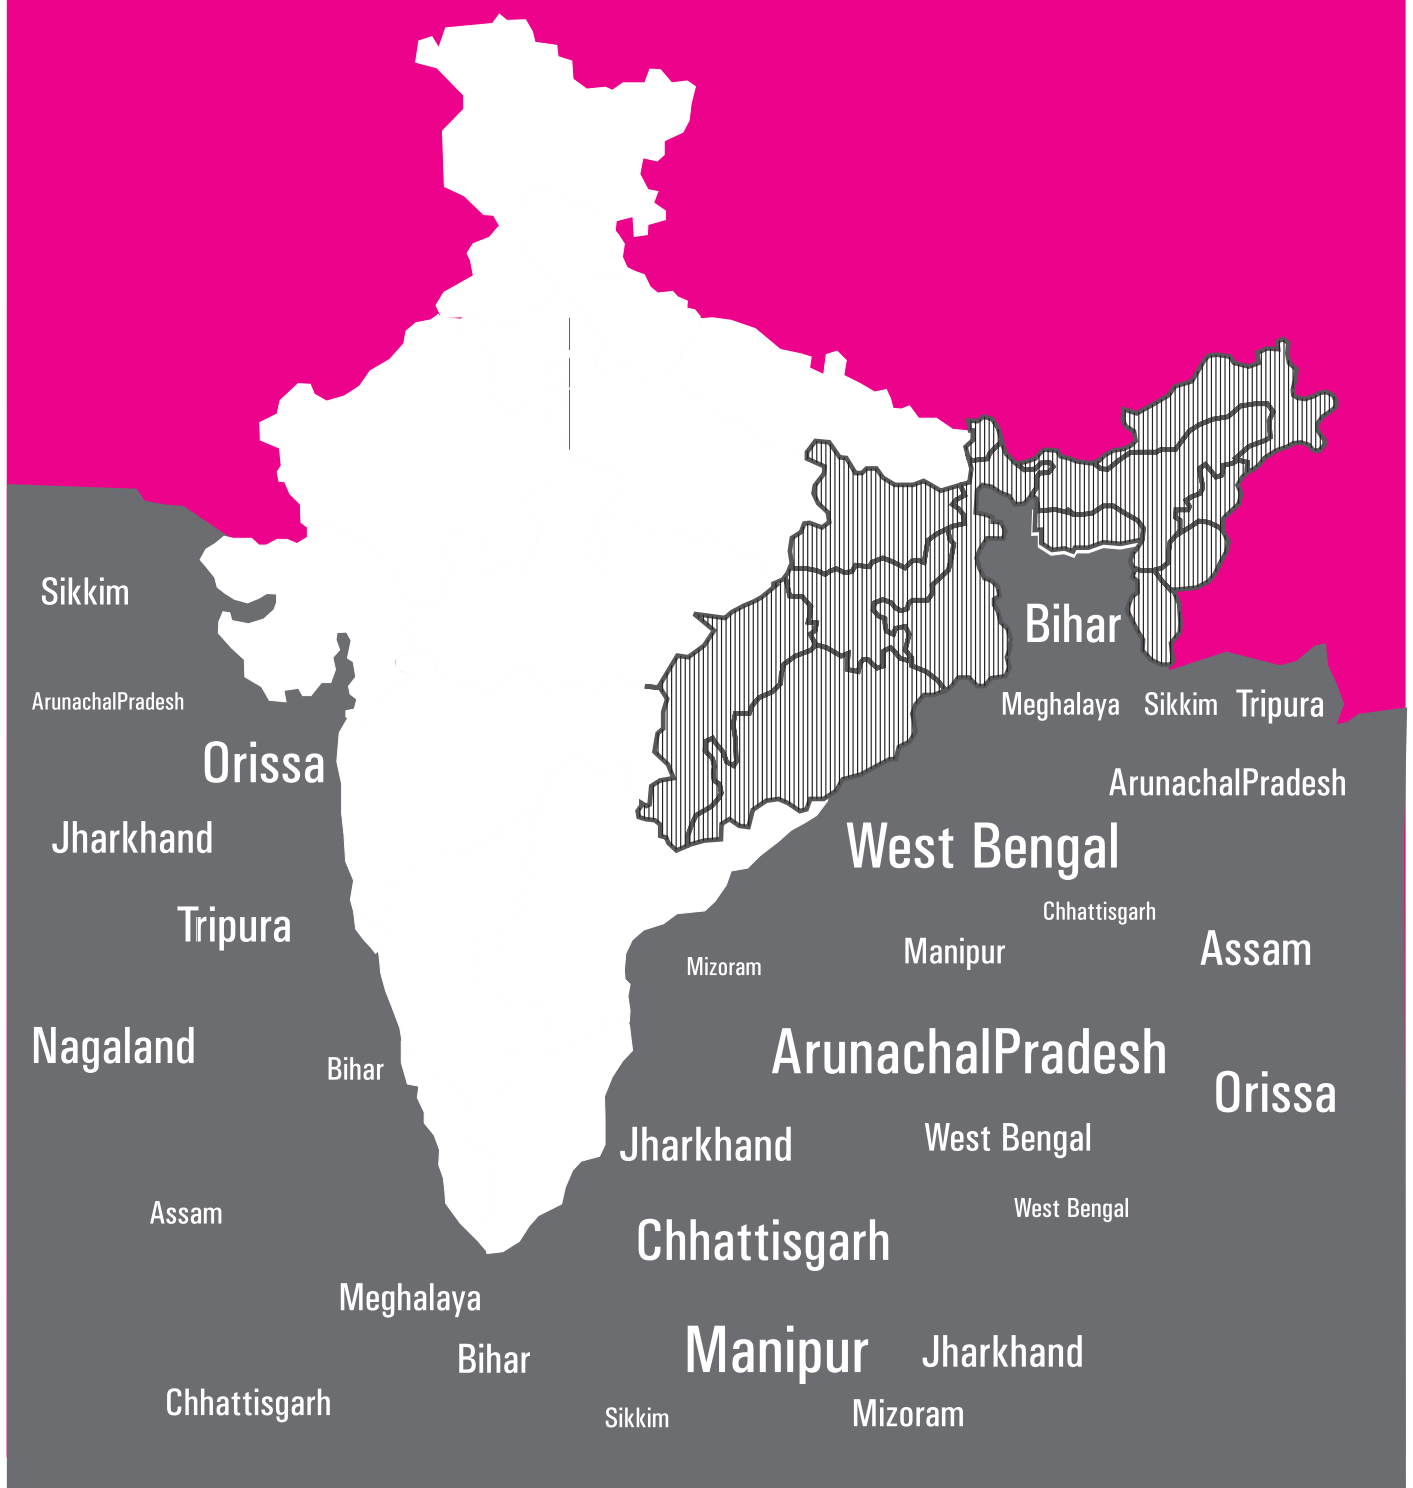 Sikkim
Bihar
ArunachalPradesh
Meghalaya Sikkim Tripura
Orissa
ArunachalPradesh
Jharkhand
West Bengal
Chhattisgarh
Tripura
Manipur
Assam
Mizoram
Nagaland
Bihar
ArunachalPradesh
Orissa
Jharkhand
West Bengal
Assam
West Bengal
Chhattisgarh
Meghalaya
Bihar
Manipur
Jharkhand
Chhattisgarh
Sikkim
Mizoram